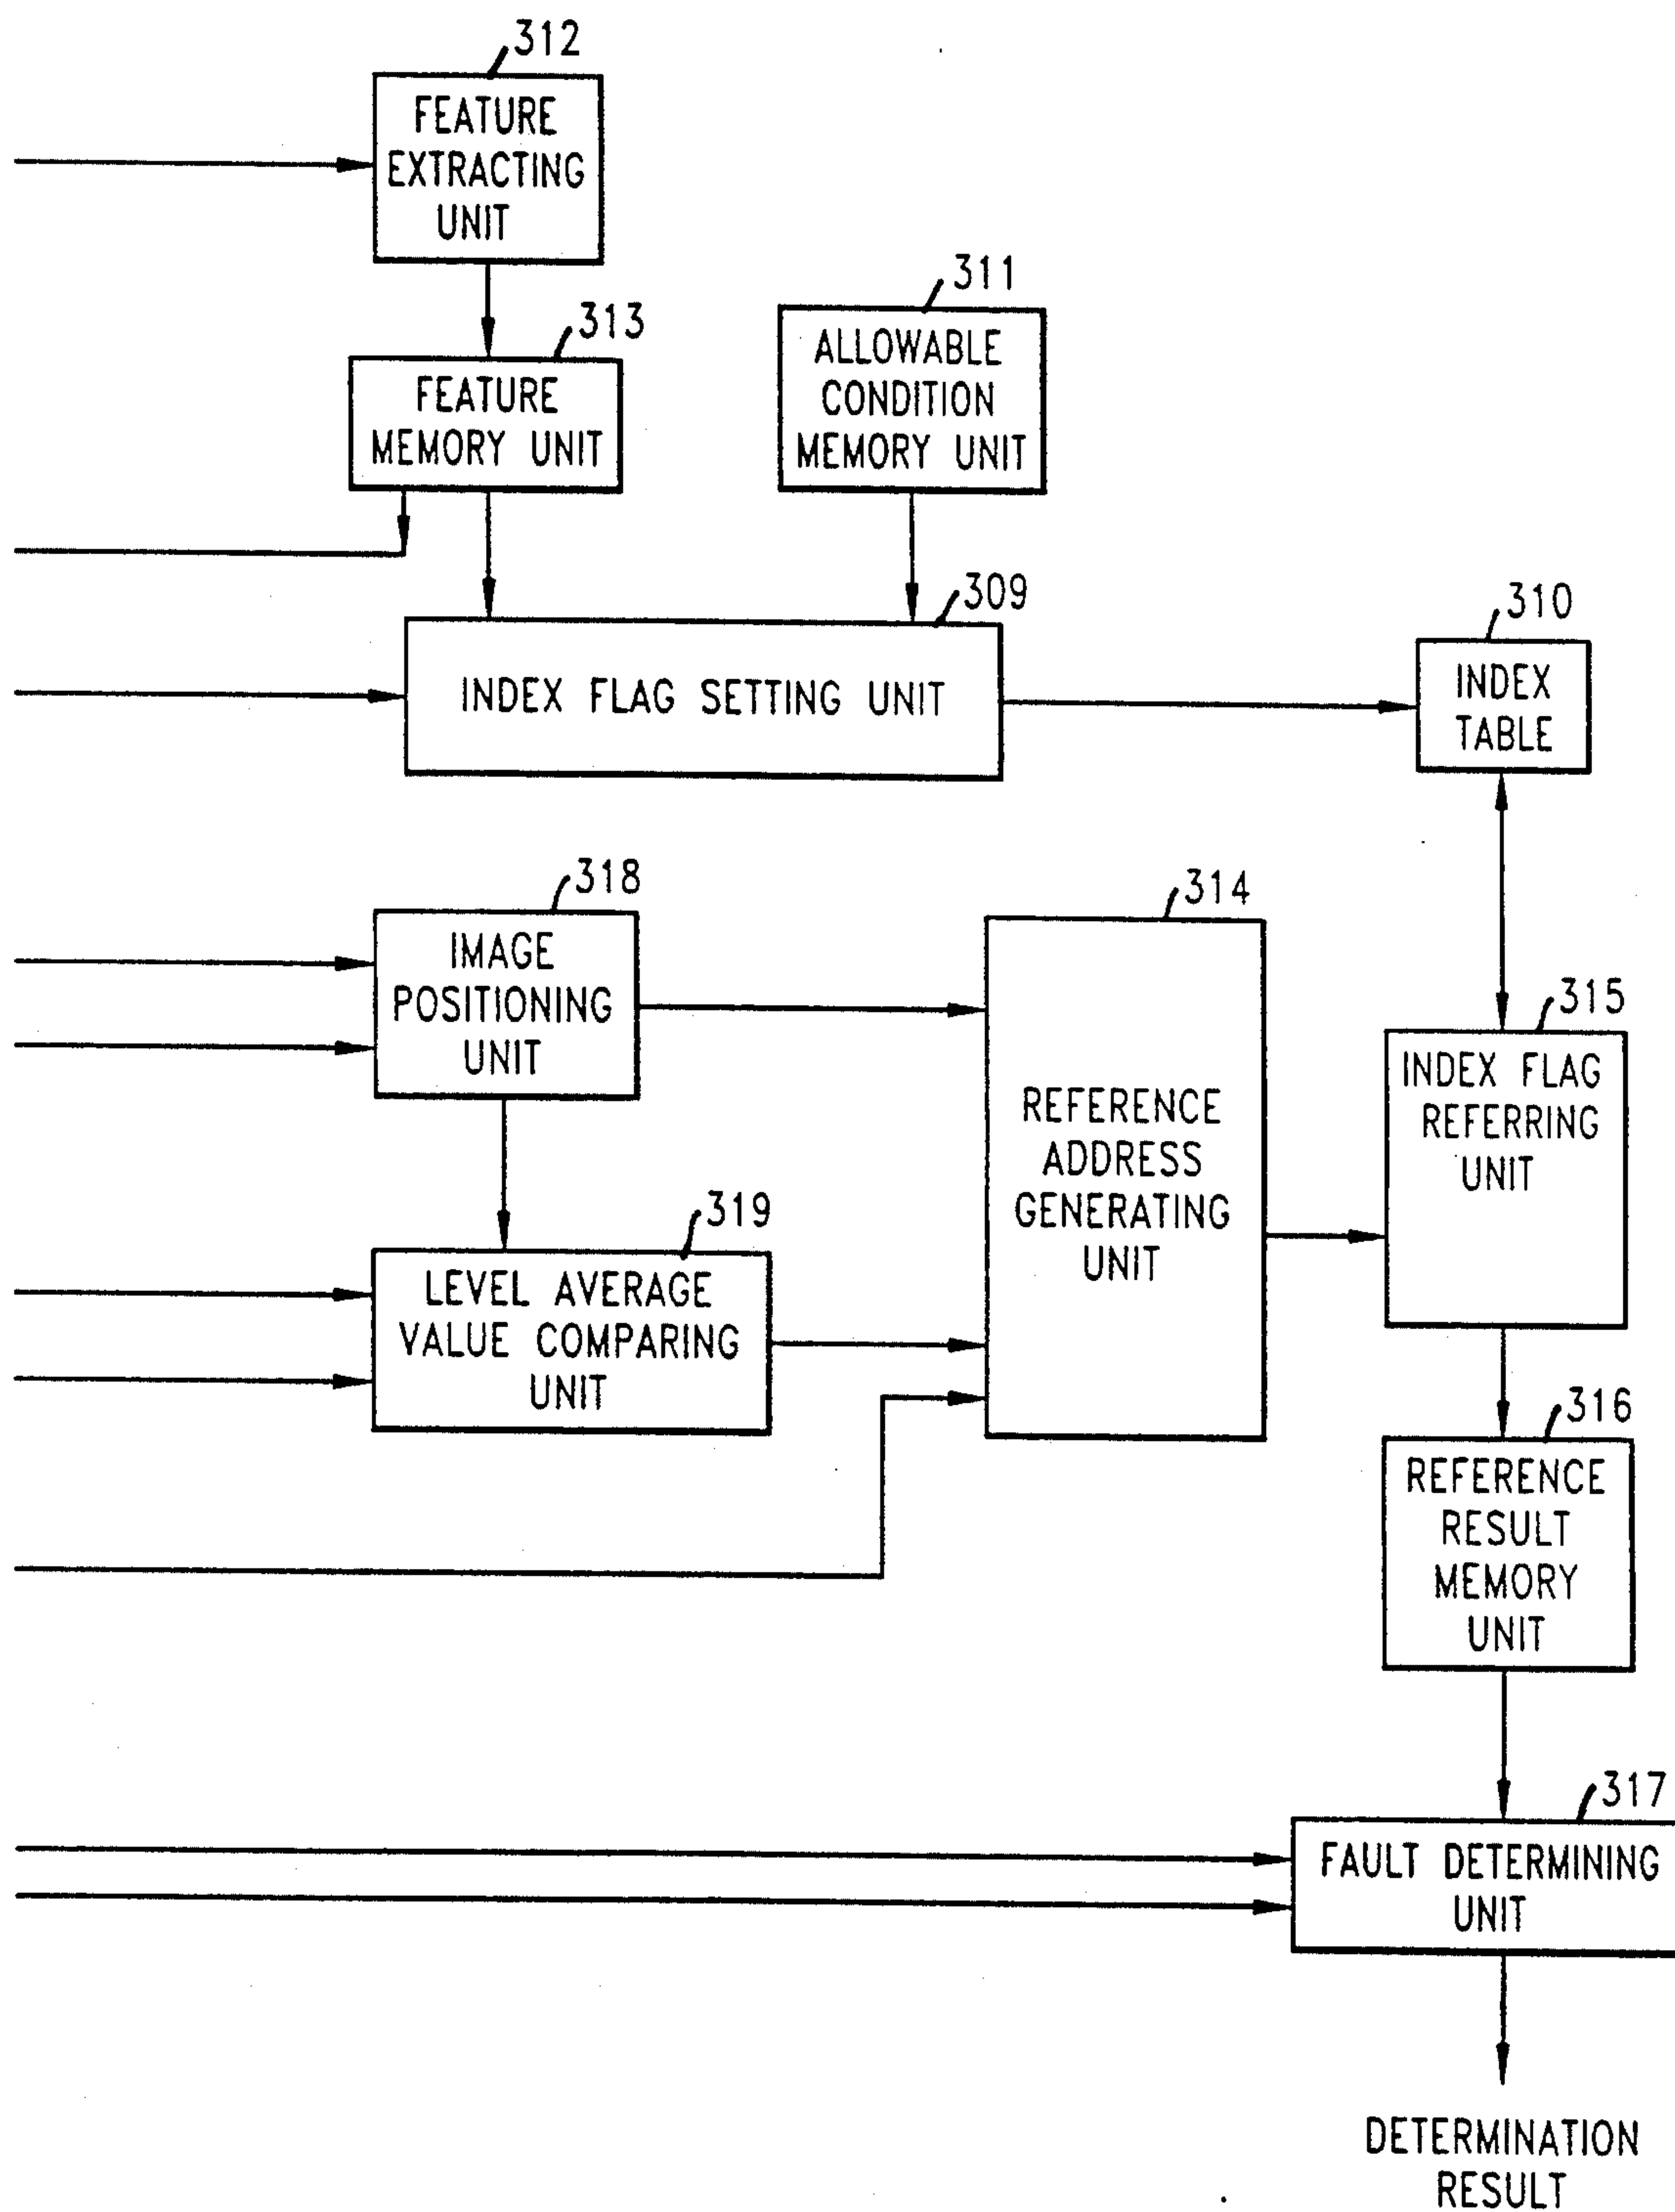 312
FEATURE
EXTRACTING
UNIT
313
FEATURE
MEMORY UNIT
311
ALLOWABLE
CONDITION
MEMORY UNIT
309
INDEX FLAG SETTING UNIT
310
INDEX
TABLE
318
IMAGE
POSITIONING
UNIT
314
REFERENCE
ADDRESS
GENERATING
UNIT
315
INDEX FLAG
REFERRING
UNIT
319
LEVEL AVERAGE
VALUE COMPARING
UNIT
316
REFERENCE
RESULT
MEMORY
UNIT
317
FAULT DETERMINING
UNIT
DETERMINATION
RESULT